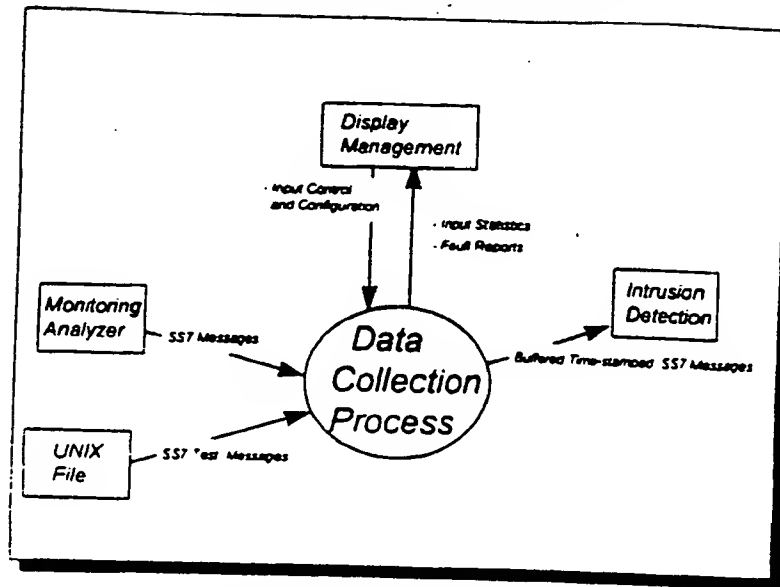 Display
Management
- Input Control
and Configuration
- Input Statistics
- Fault Reports
Monitoring
Analyzer
SS7 Messages
Data
Collection
Process
Intrusion
Detection
Buffered Time-stamped SS7 Messages
UNIX
File
SS7 Test Messages